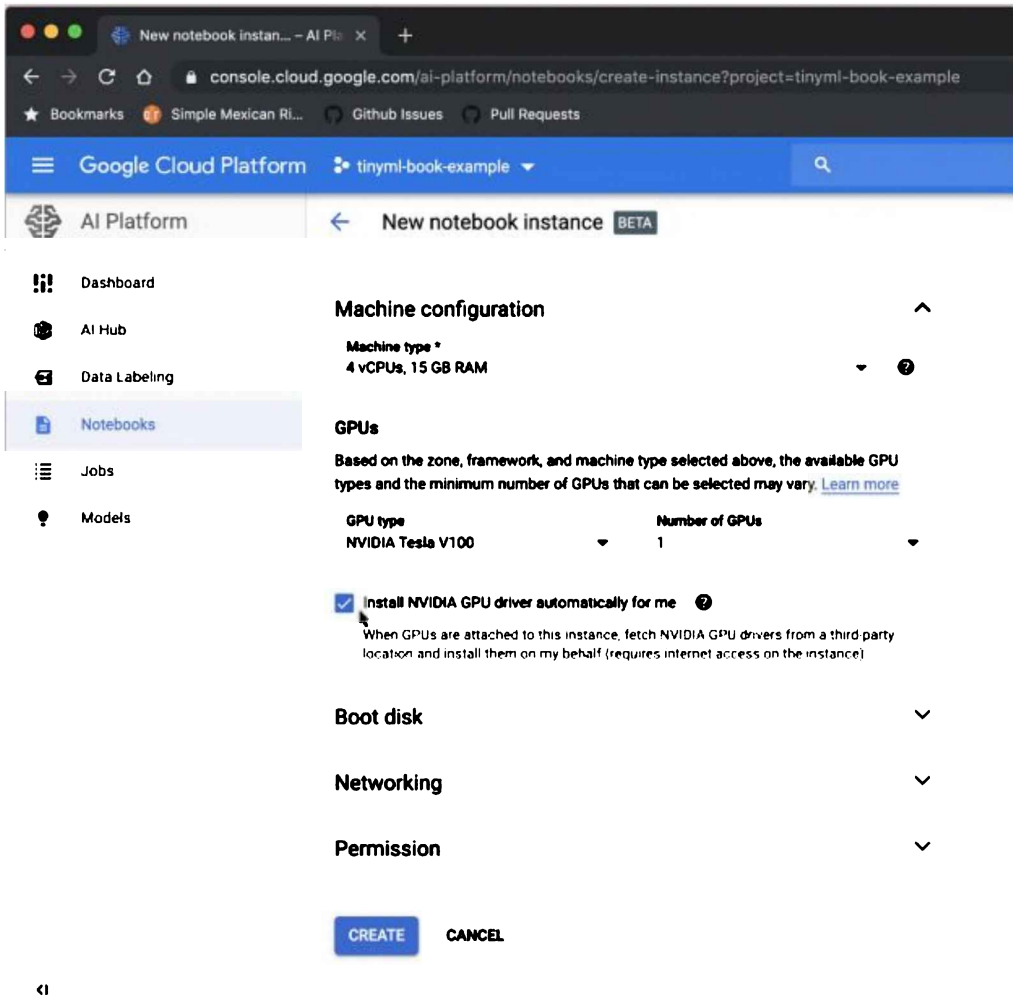 New notebook instan... – AI Pla
console.cloud.google.com/ai-platform/notebooks/create-instance?project=tinyml-book-example
Bookmarks Simple Mexican Ri... Github Issues Pull Requests
Google Cloud Platform tinyml-book-example
AI Platform
New notebook instance BETA
Dashboard
AI Hub
Data Labeling
Notebooks
Jobs
Models
Machine configuration
Machine type *
4 vCPUs, 15 GB RAM
GPUs
Based on the zone, framework, and machine type selected above, the available GPU
types and the minimum number of GPUs that can be selected may vary. Learn more
GPU type Number of GPUs
NVIDIA Tesla V100 1
Install NVIDIA GPU driver automatically for me
When GPUs are attached to this instance, fetch NVIDIA GPU drivers from a third-party
location and install them on my behalf (requires internet access on the instance)
Boot disk
Networking
Permission
CREATE CANCEL